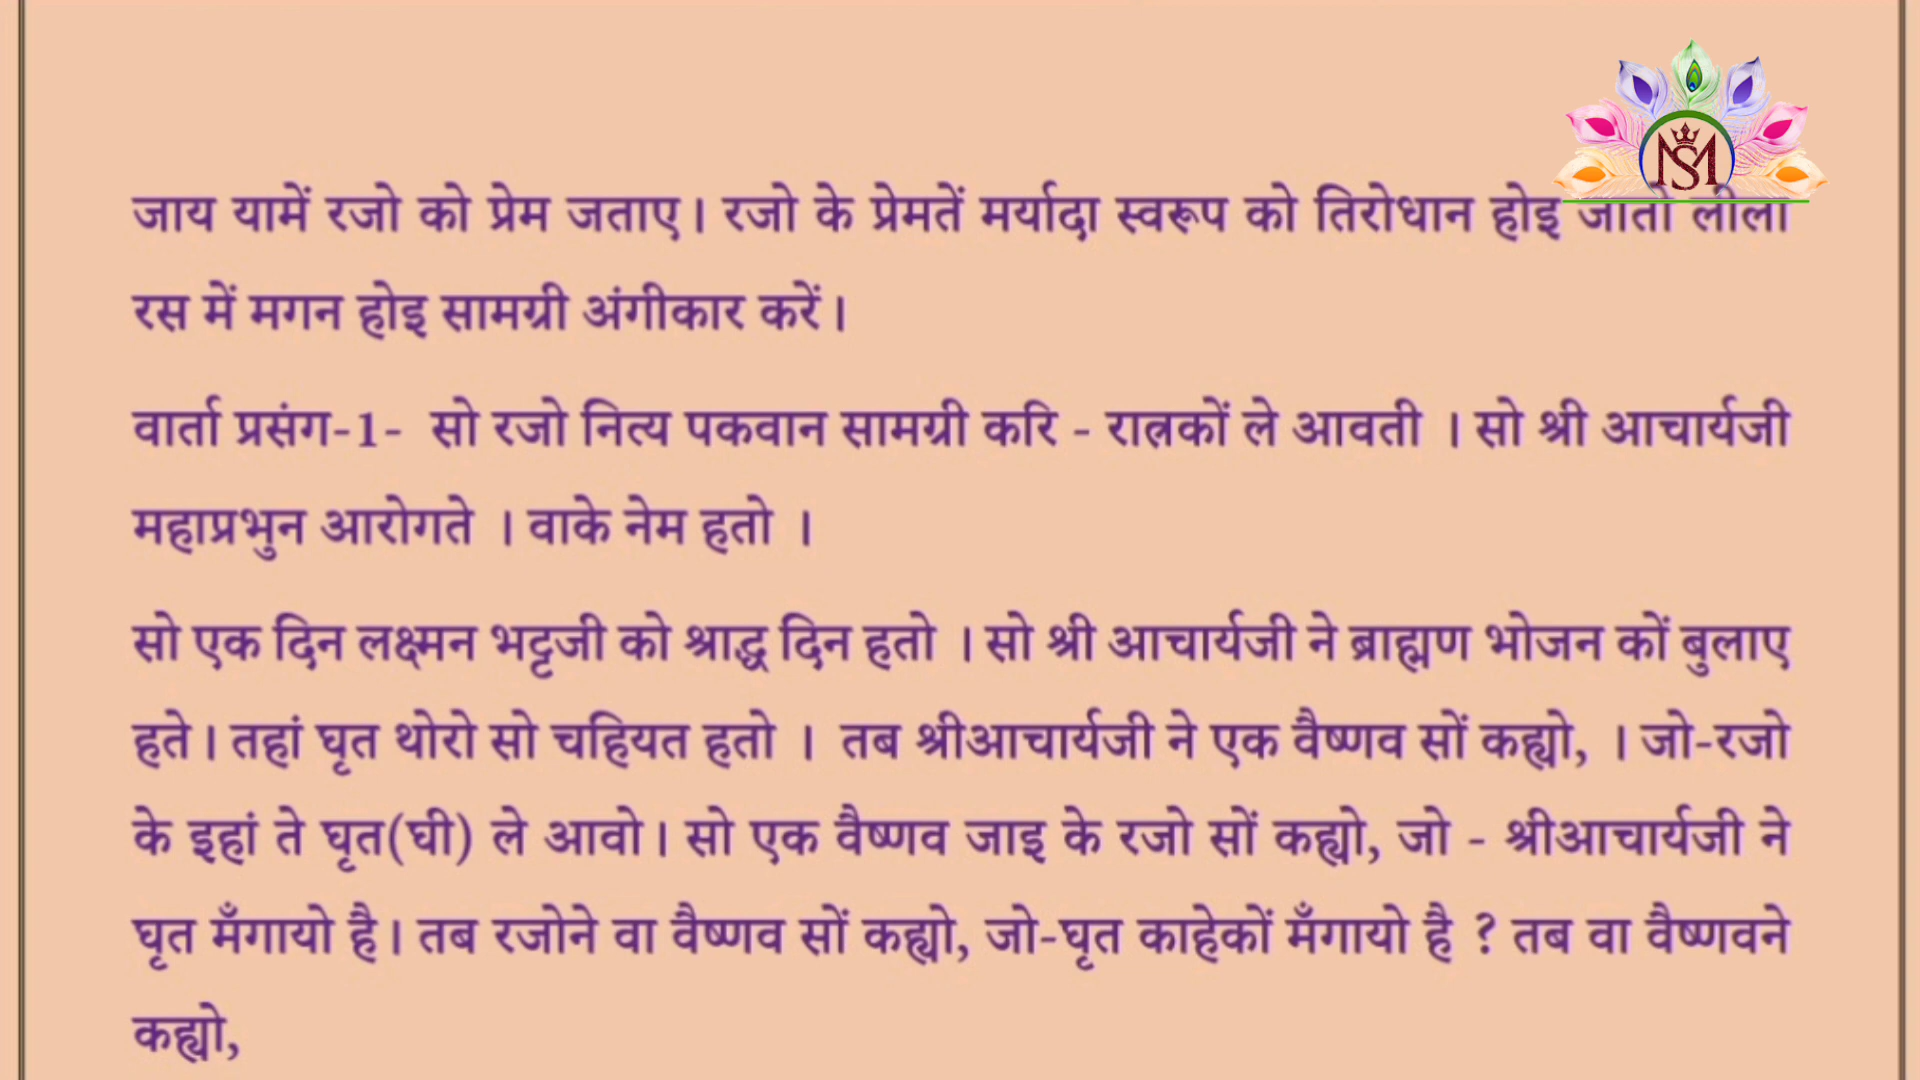 जाय यामें रजो को प्रेम जताए। रजो के प्रेमतें मर्यादा स्वरूप को तिरोधान होइ जातो लीला
रस में मगन होइ सामग्री अंगीकार करें।
वार्ता प्रसंग-1- सो रजो नित्य पकवान सामग्री करि - रात्नकों ले आवती । सो श्री आचार्यजी
महाप्रभुन आरोगते । वाके नेम हतो ।
सो एक दिन लक्ष्मन भट्टजी को श्राद्ध दिन हतो । सो श्री आचार्यजी ने ब्राह्मण भोजन कों बुलाए
हते। तहां घृत थोरो सो चहियत हतो । तब श्रीआचार्यजी ने एक वैष्णव सों कह्यो, । जो-रजो
के इहां ते घृत(घी) ले आवो। सो एक वैष्णव जाइ के रजो सों कह्यो, जो - श्रीआचार्यजी ने
घृत मँगायो है। तब रजोने वा वैष्णव सों कह्यो, जो-घृत काहेकों मँगायो है ? तब वा वैष्णवने
कह्यो,